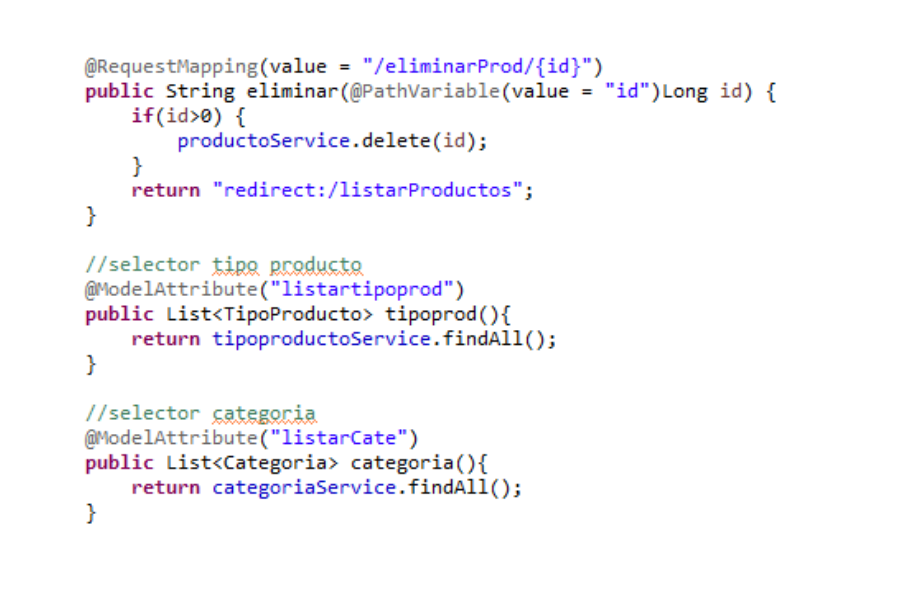 @RequestMapping(value = "/eliminarProd/{id}")
public String eliminar(@PathVariable(value = "id")Long id) {
    if(id>0) {
        productoService.delete(id);
    }
    return "redirect:/listarProductos";
}

//selector tipo producto
@ModelAttribute("listartipoprod")
public List<TipoProducto> tipoprod(){
    return tipoproductoService.findAll();
}

//selector categoria
@ModelAttribute("listarCate")
public List<Categoria> categoria(){
    return categoriaService.findAll();
}